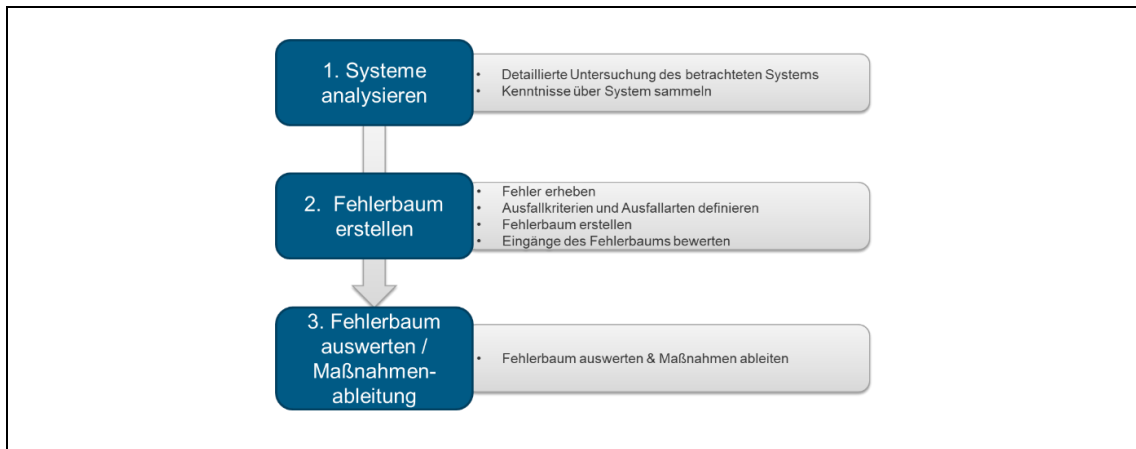 1. Systeme
analysieren
• Detaillierte Untersuchung des betrachteten Systems
• Kenntnisse über System sammeln
2. Fehlerbaum
erstellen
• Fehler erheben
• Ausfallkriterien und Ausfallarten definieren
• Fehlerbaum erstellen
• Eingänge des Fehlerbaums bewerten
3. Fehlerbaum
auswerten /
Maßnahmen-
ableitung
• Fehlerbaum auswerten & Maßnahmen ableiten